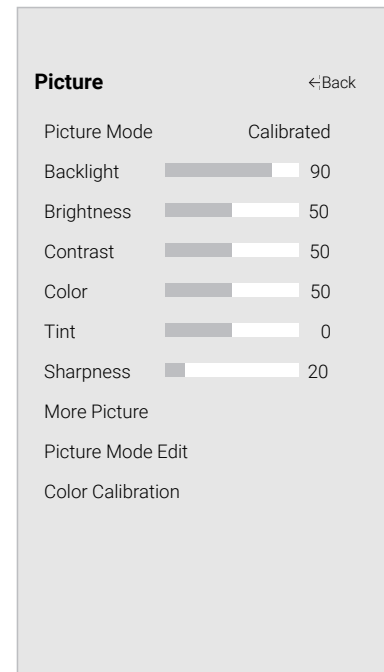 Picture ←Back
Picture Mode Calibrated
Backlight 90
Brightness 50
Contrast 50
Color 50
Tint 0
Sharpness 20
More Picture
Picture Mode Edit
Color Calibration